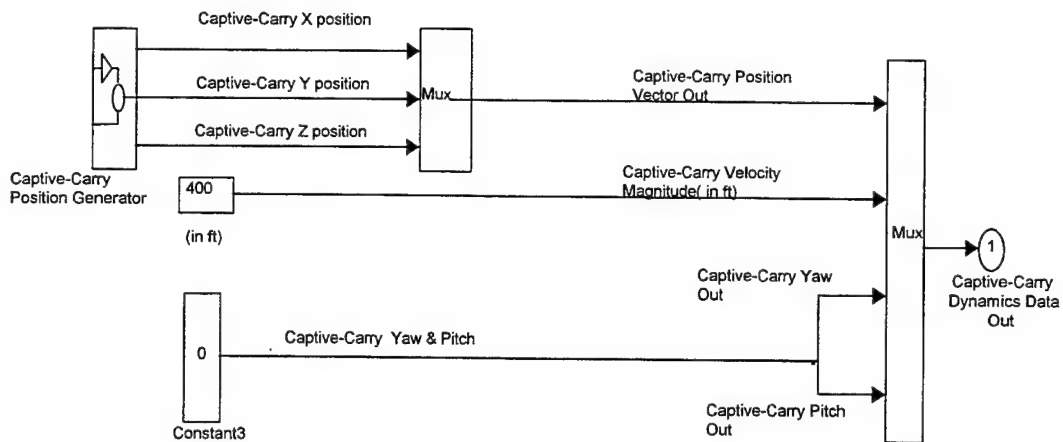 Captive-Carry X position
Captive-Carry Y position
Captive-Carry Z position
Mux
Captive-Carry Position
Vector Out
Captive-Carry
Position Generator
400
(in ft)
Captive-Carry Velocity
Magnitude( in ft)
Mux
1
Captive-Carry
Dynamics Data
Out
Captive-Carry Yaw
Out
0
Captive-Carry Yaw & Pitch
Captive-Carry Pitch
Out
Constant3